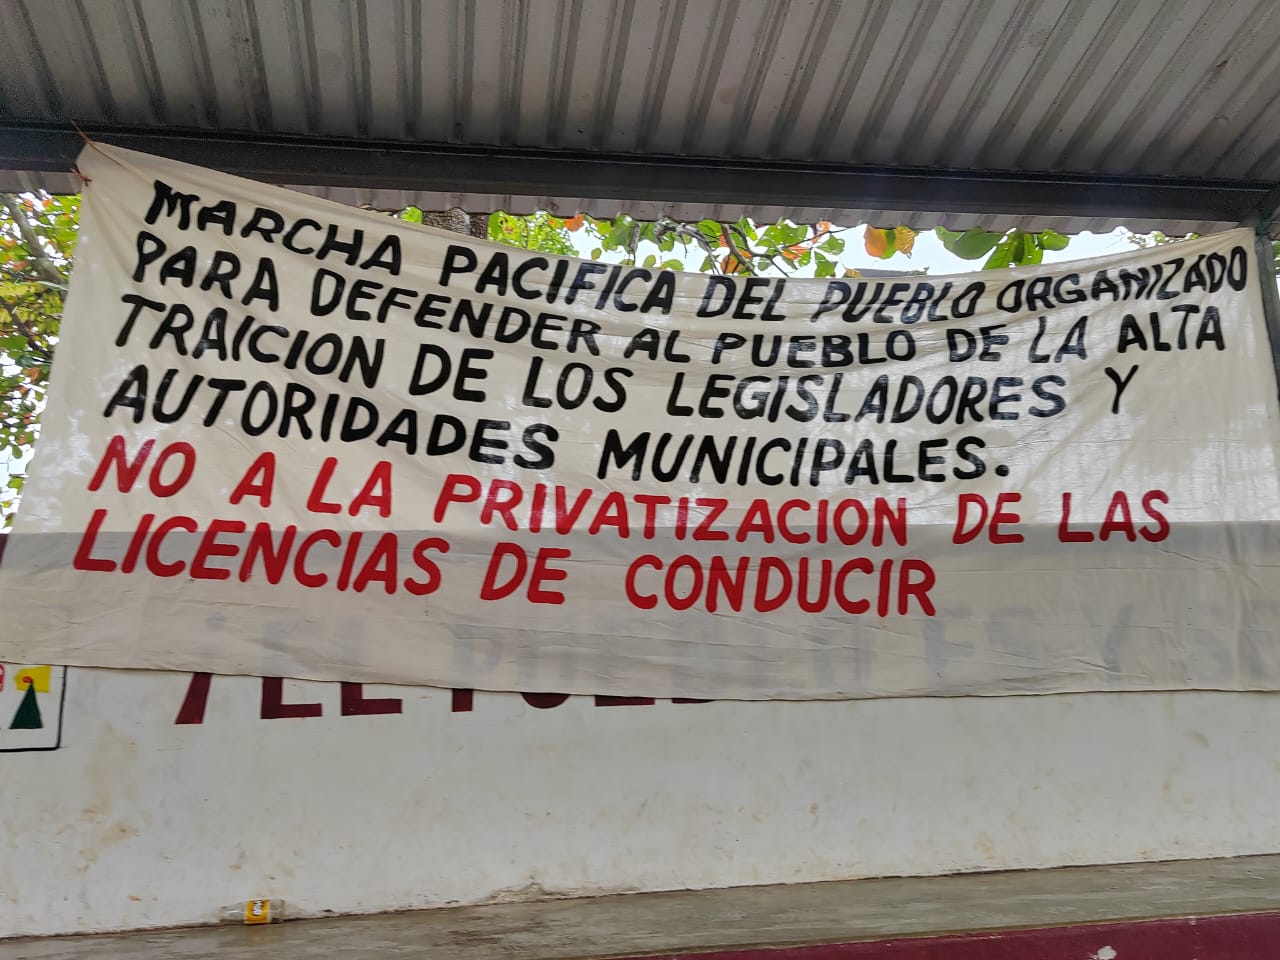 MARCHA PACIFICA DEL PUEBLO ORGANIZADO
PARA DEFENDER AL PUEBLO DE LA ALTA
TRAICION DE LOS LEGISLADORES Y
AUTORIDADES MUNICIPALES.
NO A LA PRIVATIZACION DE LAS
LICENCIAS DE CONDUCIR